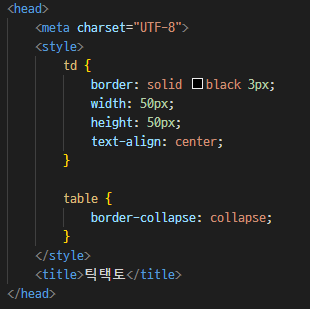 <head>
<meta charset="UTF-8">
<style>
td {
border: solid black 3px;
width: 50px;
height: 50px;
text-align: center;
}
table {
border-collapse: collapse;
}
</style>
<title>틱택토</title>
</head>